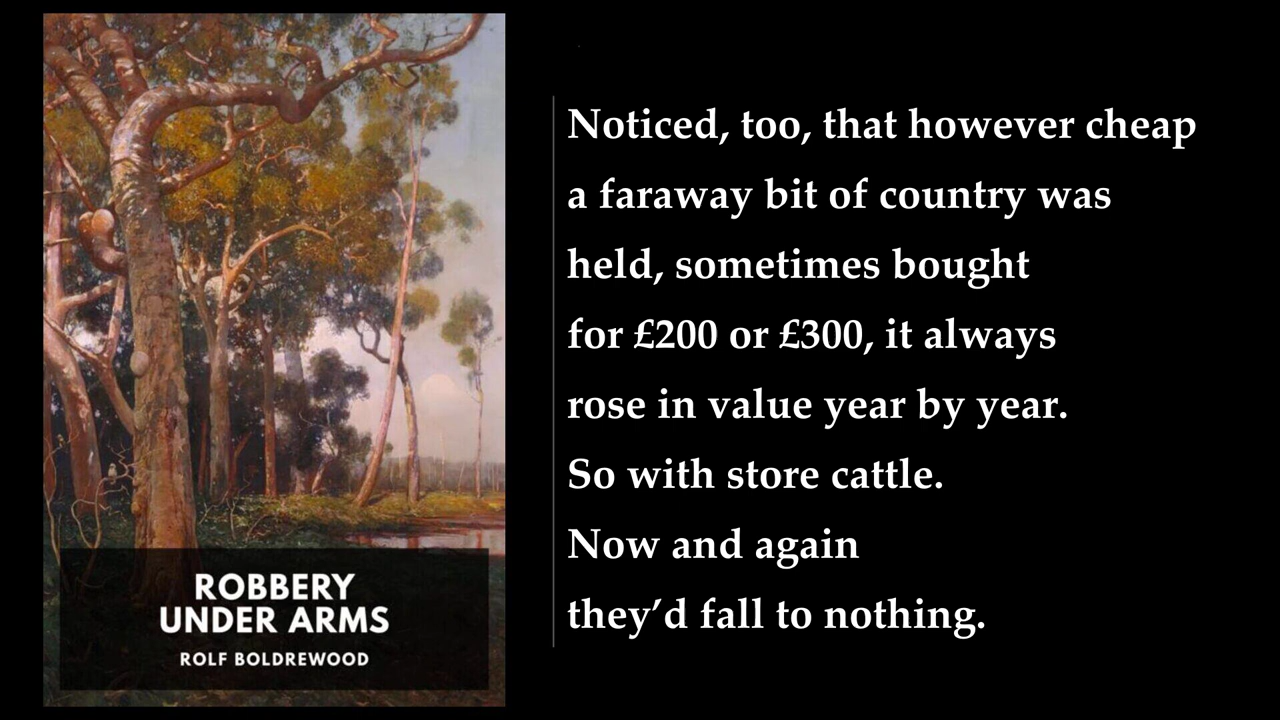 Noticed, too, that however cheap
a faraway bit of country was
held, sometimes bought
for £200 or £300, it always
rose in value year by year.
So with store cattle.
Now and again
they’d fall to nothing.
ROBBERY
UNDER ARMS
ROLF BOLDREWOOD